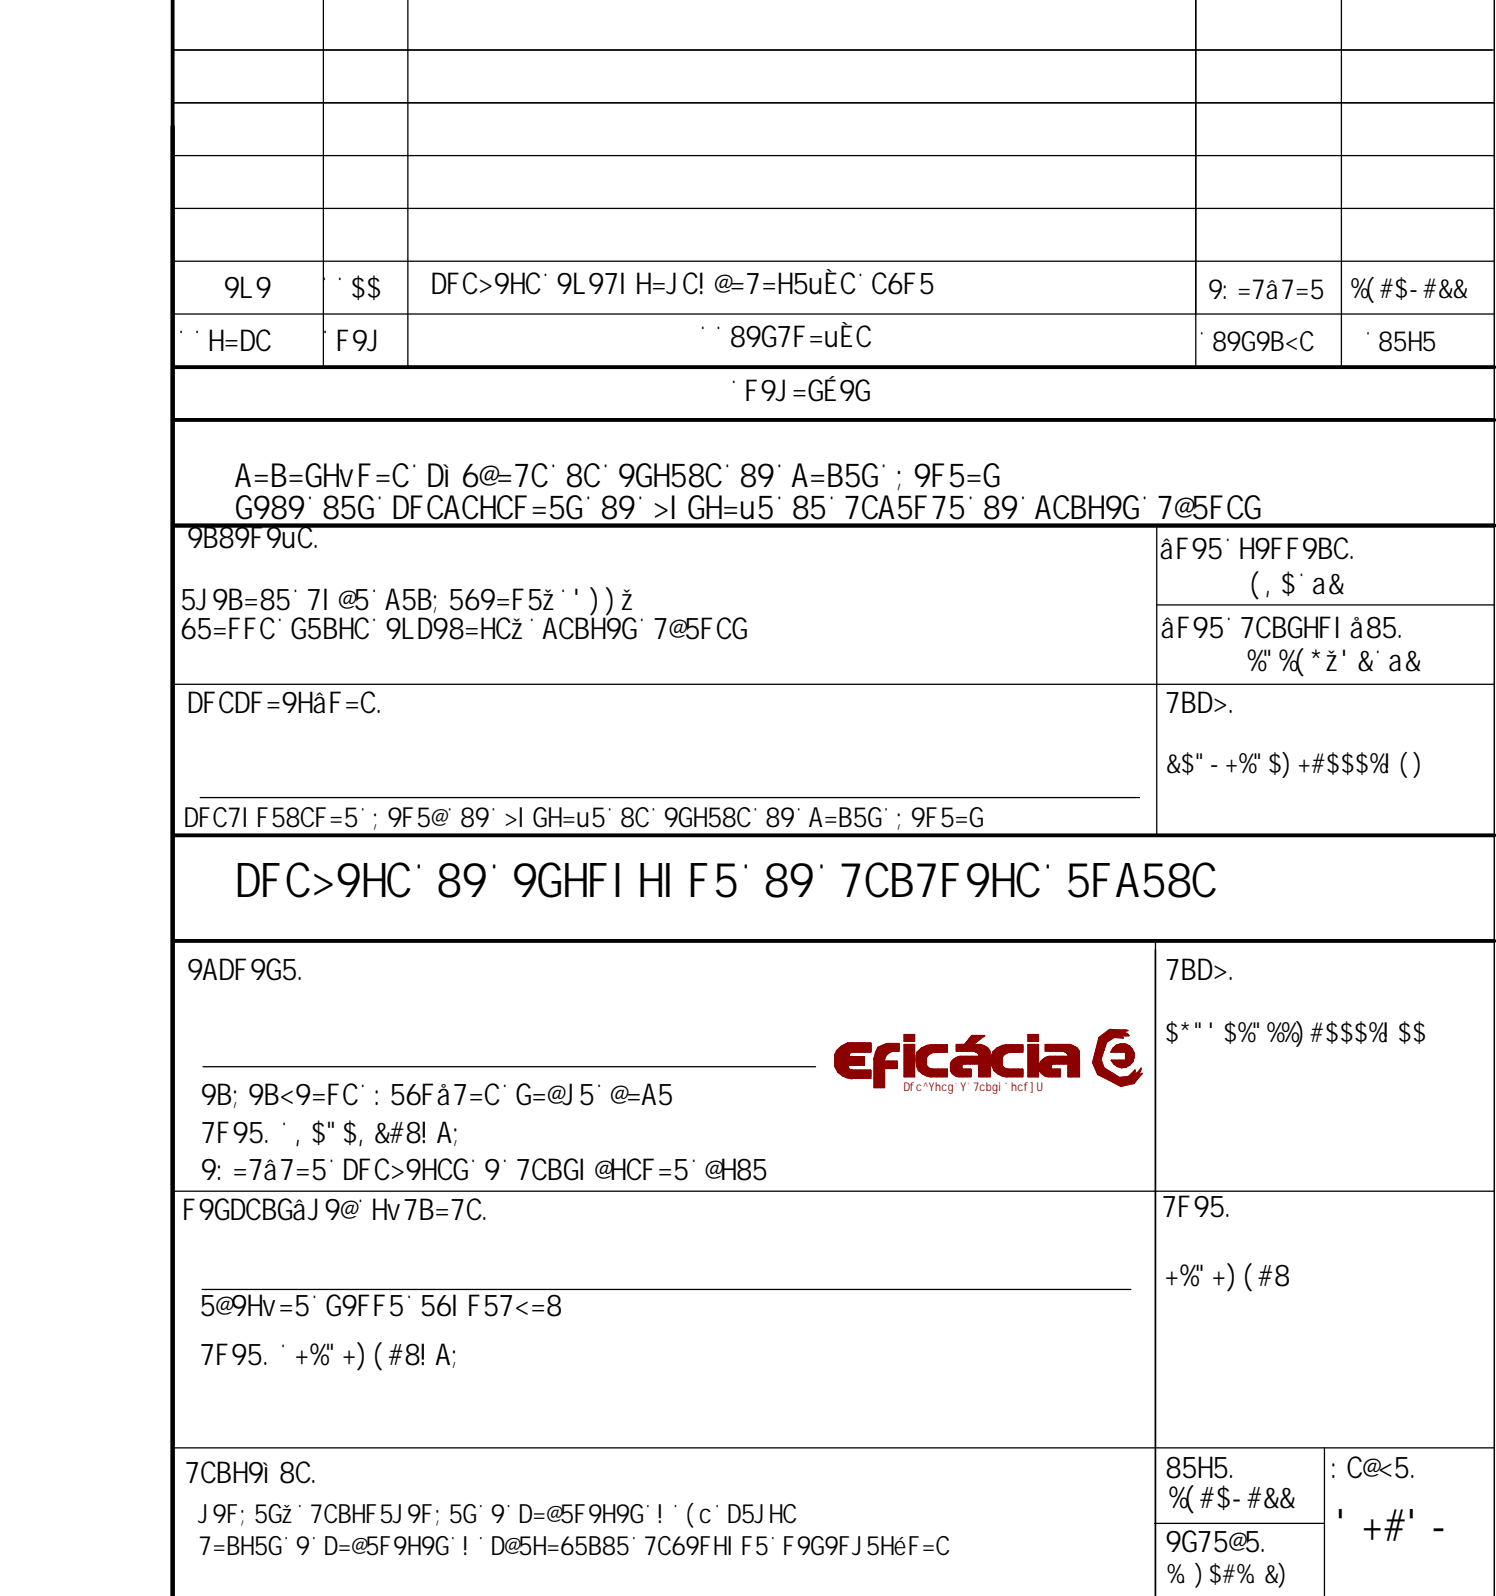 9L9 ˙˙$$ DFC>9HC˙9L97I H=JC!@=7=H5uÈC˙C6F5 9:=7â7=5 %(#$-#&&
˙˙H=DC ˙F9J ˙˙89G7F=uÈC ˙89G9B<C ˙85H5
˙F9J=GÉ9G
A=B=GHvF=C˙Dì6@=7C˙8C˙9GH58C˙89˙A=B5G˙;9F5=G
G989˙85G˙DFCACHCF=5G˙89˙>I GH=u5˙85˙7CA5F75˙89˙ACBH9G˙7@5FCG
9B89F9uC.
5J9B=85˙7I @5˙A5B;569=F5ž˙'))ž
65=FFC˙G5BHC˙9LD98=HCž˙ACBH9G˙7@5FCG
âF95˙H9FF9BC.
(,$˙a&
âF95˙7CBGHFI å85.
%"%(*ž'&˙a&
DFCDF=9HâF=C.
DFC7I F58CF=5˙;9F5@˙89˙>I GH=u5˙8C˙9GH58C˙89˙A=B5G˙;9F5=G
7BD>.
&$"-+%"$)+#$$$%!()
DFC>9HC˙89˙9GHFI HI F5˙89˙7CB7F9HC˙5FA58C
9ADF9G5.
eficácia e
Dfc^Yhcg˙Y˙7cbgi`hcf]U
9B;9B<9=FC˙:56Få7=C˙G=@J5˙@=A5
7F95.˙,$"$,&#8!A;
9:=7â7=5˙DFC>9HCG˙9˙7CBGI @HCF=5˙@H85
7BD>.
$*"'$%"%%)#$$$%!$$
F9GDCBGâJ9@˙Hv7B=7C.
5@9Hv=5˙G9FF5˙56I F57<=8
7F95.˙+%"+)(#8!A;
7F95.
+%"+)(#8
7CBH9ì8C.
J9F;5Gž˙7CBHF5J9F;5G˙9˙D=@5F9H9G˙!˙(c˙D5JHC
7=BH5G˙9˙D=@5F9H9G˙!˙D@5H=65B85˙7C69FHI F5˙F9G9FJ5HéF=C
85H5.
%(#$-#&&
9G75@5.
%)$#%&)
:C@<5.
'+#'-